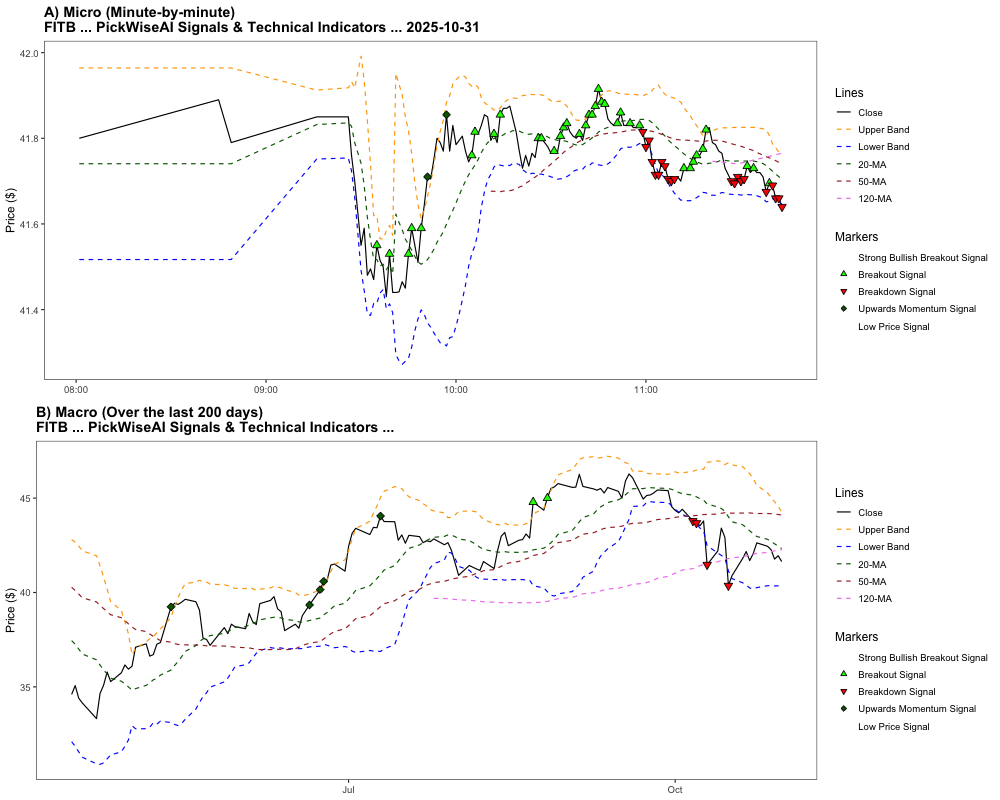 A) Micro (Minute-by-minute)
FITB ... PickWiseAI Signals & Technical Indicators ... 2025-10-31
Price ($)
42.0
41.8
41.6
41.4
08:00
09:00
10:00
11:00
Lines
Close
Upper Band
Lower Band
20-MA
50-MA
120-MA
Markers
Strong Bullish Breakout Signal
Breakout Signal
Breakdown Signal
Upwards Momentum Signal
Low Price Signal
B) Macro (Over the last 200 days)
FITB ... PickWiseAI Signals & Technical Indicators ...
Price ($)
45
40
35
Jul
Oct
Lines
Close
Upper Band
Lower Band
20-MA
50-MA
120-MA
Markers
Strong Bullish Breakout Signal
Breakout Signal
Breakdown Signal
Upwards Momentum Signal
Low Price Signal